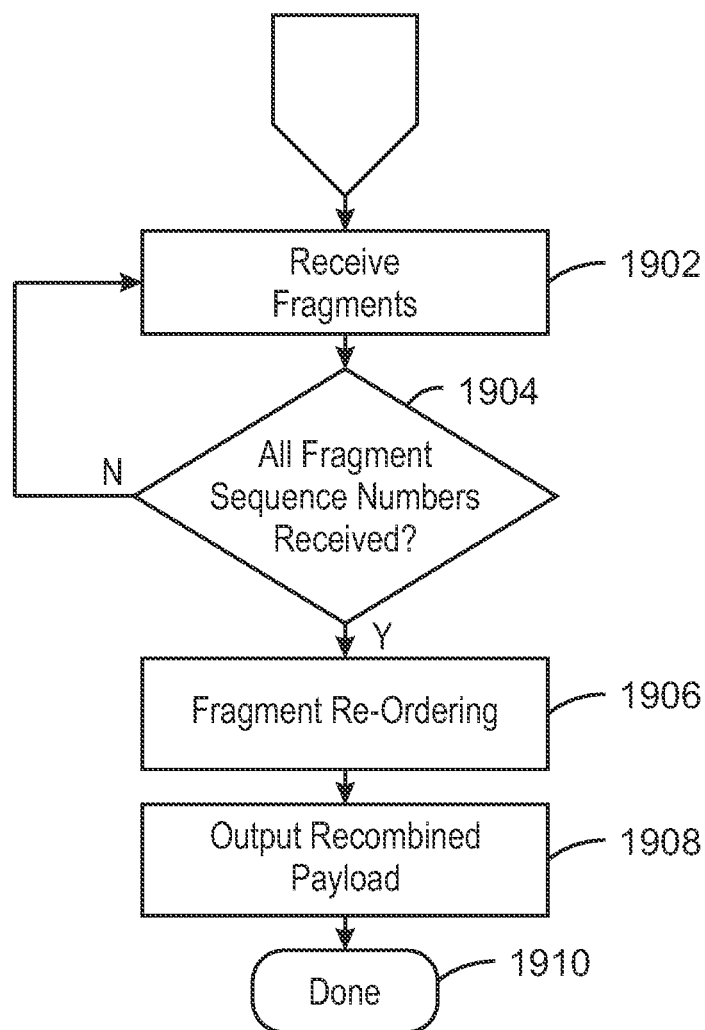 Receive
Fragments
1902
1904
All Fragment
Sequence Numbers
Received?
N
Y
Fragment Re-Ordering
1906
Output Recombined
Payload
1908
Done
1910